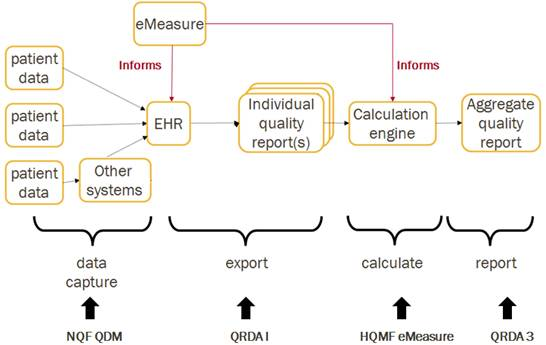 eMeasure
Informs
Informs
patient
data
patient
data
patient
data
Other
systems
EHR
Individual
quality
report(s)
Calculation
engine
Aggregate
quality
report
data
capture
export
calculate
report
NQF QDM
QRDA I
HQMF eMeasure
QRDA 3